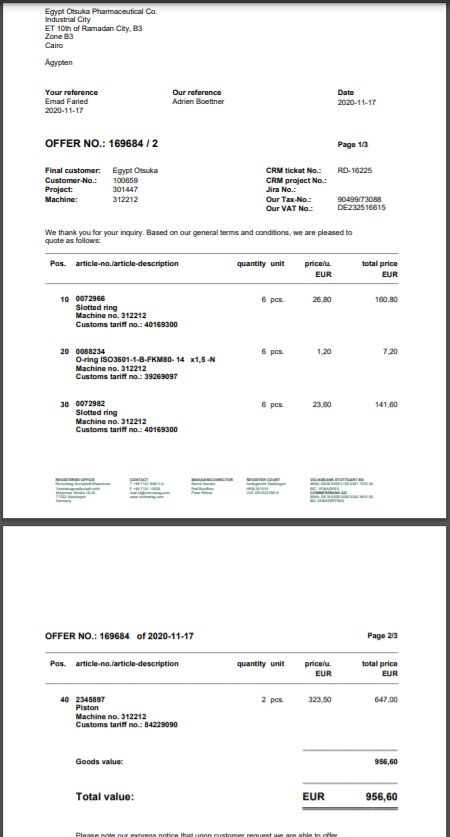 Egypt Otsuka Pharmaceutical Co.
Industrial City
ET 10th of Ramadan City, B3
Zone B3
Cairo
Ägypten
Your reference Our reference Date
Emad Faried Adrien Boettner 2020-11-17
2020-11-17
OFFER NO.: 169684 / 2 Page 1/3
Final customer: Egypt Otsuka CRM ticket No.: RD-16225
Customer-No.: 100659 CRM project No.:
Project: 301447 Jira No.:
Machine: 312212 Our Tax-No.: 90499/73088
Our VAT No.: DE232516615
We thank you for your inquiry. Based on our general terms and conditions, we are pleased to
quote as follows:
Pos. article-no./article-description quantity unit price/u. total price
EUR EUR
10 0072966 6 pcs. 26,80 160,80
Slotted ring
Machine no. 312212
Customs tariff no.: 40169300
20 0088234 6 pcs. 1,20 7,20
O-ring ISO3601-1-B-FKM80- 14 x1,5 -N
Machine no. 312212
Customs tariff no.: 39269097
30 0072982 6 pcs. 23,60 141,60
Slotted ring
Machine no. 312212
Customs tariff no.: 40169300
REGISTERED OFFICE CONTACT MANAGING DIRECTOR REGISTER COURT VOLKSBANK STUTTGART EG
COMMERZBANK AG
Germany
OFFER NO.: 169684 of 2020-11-17 Page 2/3
Pos. article-no./article-description quantity unit price/u. total price
EUR EUR
40 2345897 2 pcs. 323,50 647,00
Piston
Machine no. 312212
Customs tariff no.: 84229090
Goods value: 956,60
Total value: EUR 956,60
Please note our express notice that upon customer request we are able to offer